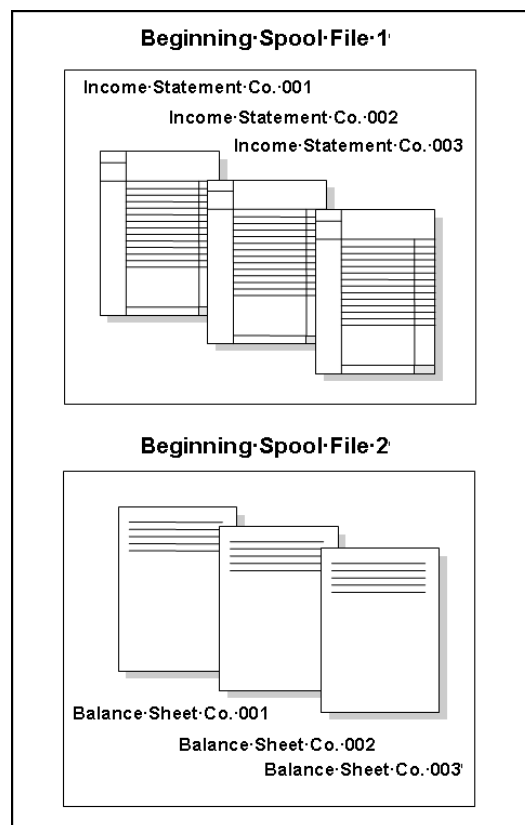 Beginning·Spool·File·1
Income·Statement·Co.·001
Income·Statement·Co.·002
Income·Statement·Co.·003
Beginning·Spool·File·2
Balance·Sheet·Co.·001
Balance·Sheet·Co.·002
Balance·Sheet·Co.·003